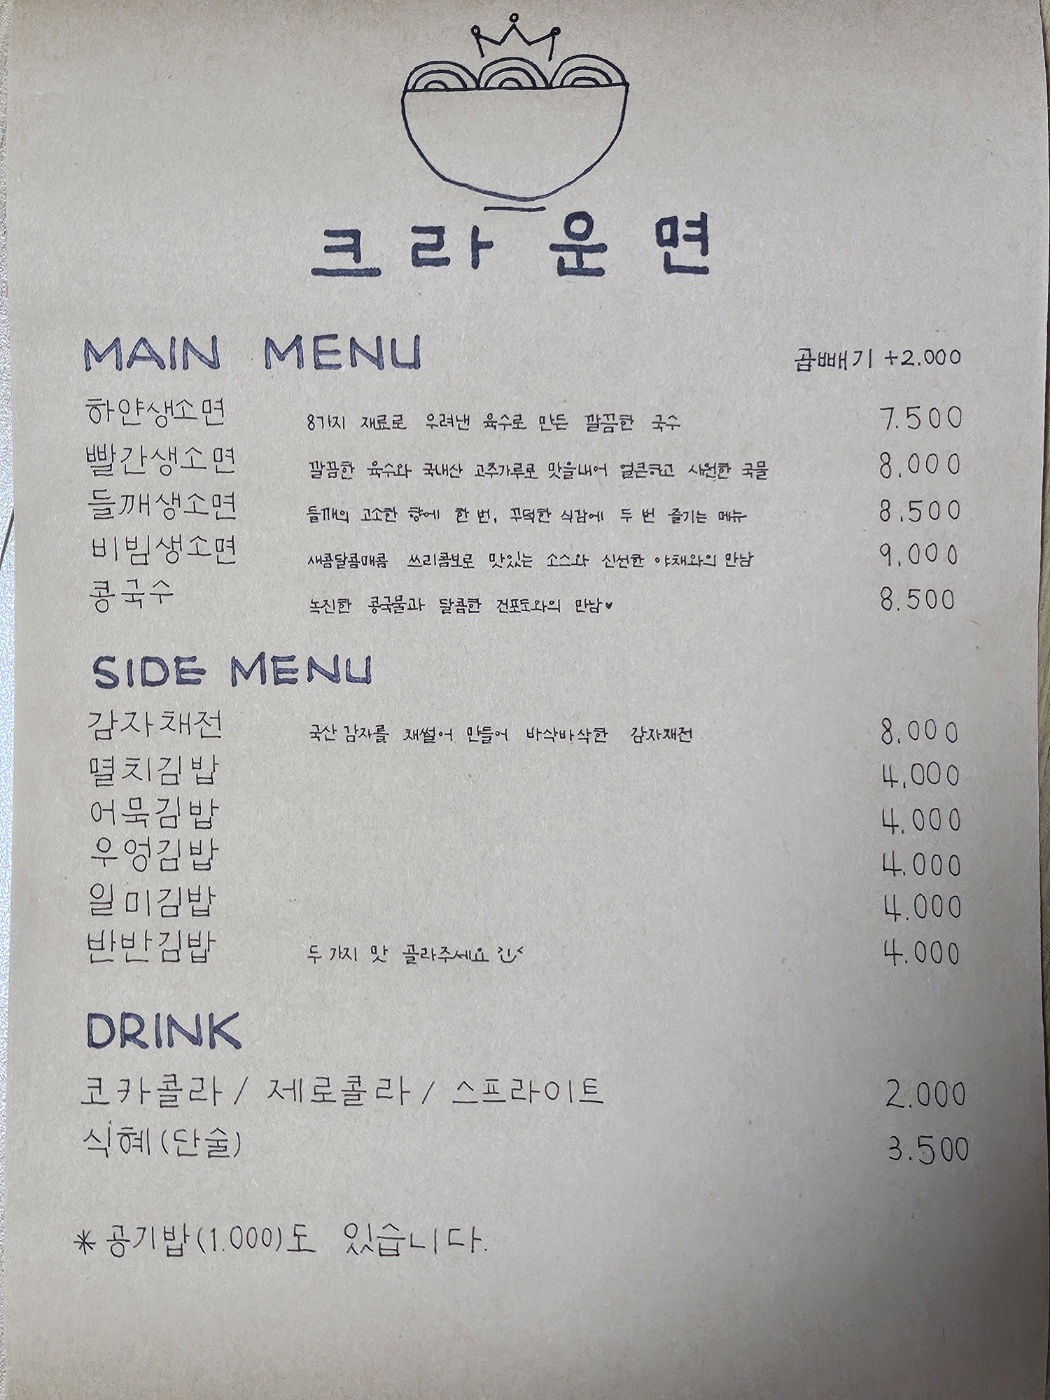 크라운면
MAIN MENU 곱빼기 +2.000
하얀생소면 8가지 재료로 우려낸 육수로 만든 깔끔한 국수 7.500
빨간생소면 깔끔한 육수와 국내산 고추가루로 맛을내어 얼큰하고 시원한 국물 8.000
들깨생소면 들깨의 고소한 향에 한 번, 꾸덕한 식감에 두 번 즐기는 메뉴 8.500
비빔생소면 새콤달콤매콤 쓰리콤보로 맛있는 소스와 신선한 야채와의 만남 9.000
콩국수 녹진한 콩국물과 달콤한 건포도와의 만남♥ 8.500
SIDE MENU
감자채전 국산 감자를 채썰어 만들어 바삭바삭한 감자채전 8.000
멸치김밥 4.000
어묵김밥 4.000
우엉김밥 4.000
일미김밥 4.000
반반김밥 두 가지 맛 골라주세요 4.000
DRINK
코카콜라 / 제로콜라 / 스프라이트 2.000
식혜(단술) 3.500
* 공기밥(1.000)도 있습니다.